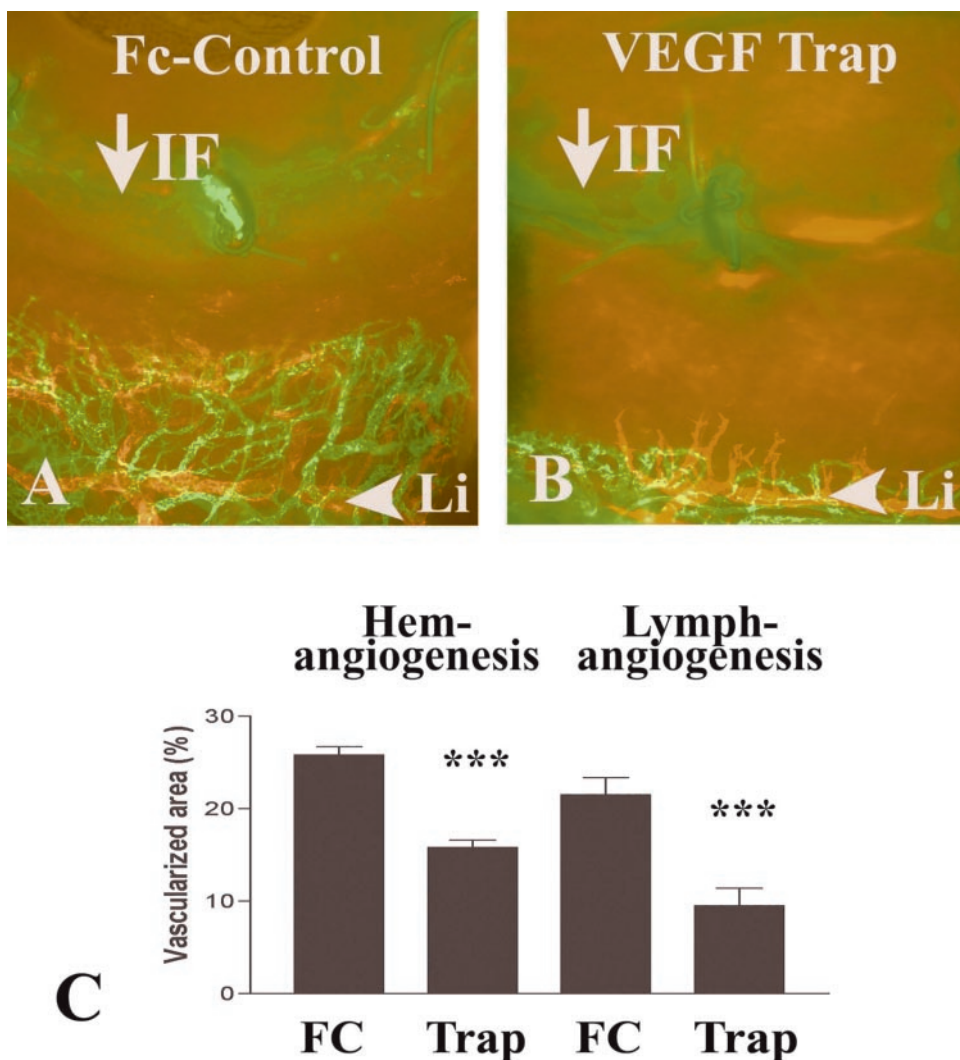 Fc-Control
IF
A
Li
VEGF Trap
IF
B
Li
Hem-
angiogenesis
Lymph-
angiogenesis
Vascularized area (%)
30
20
10
0
***
***
FC
Trap
FC
Trap
C